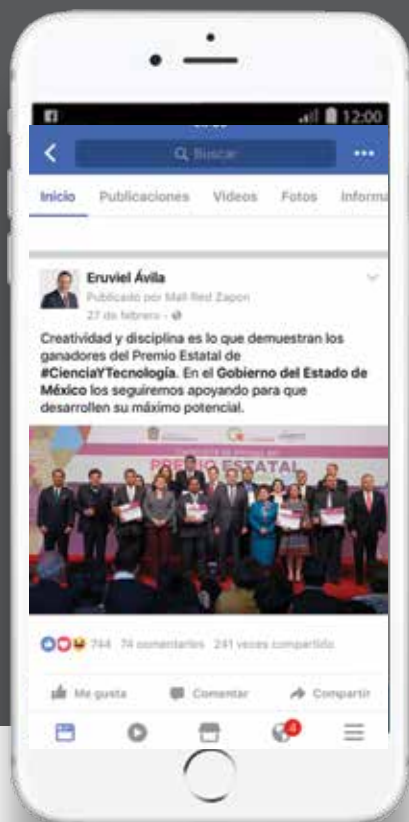 12:00
Buscar
Inicio Publicaciones Videos Fotos Informa
Eruviel Ávila
Publicado por Mall Red Zapon
27 de febrero
Creatividad y disciplina es lo que demuestran los
ganadores del Premio Estatal de
#CienciaYTecnología. En el Gobierno del Estado de
México los seguiremos apoyando para que
desarrollen su máximo potencial.
PREMIO ESTATAL
744 74 comentarios 241 veces compartido
Me gusta Comentar Compartir
4